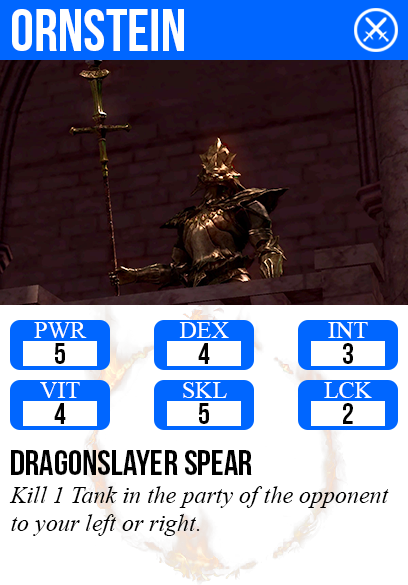 ORNSTEIN
PWR DEX INT
5 4 3
VIT SKL LCK
4 5 2
DRAGONSLAYER SPEAR
Kill 1 Tank in the party of the opponent
to your left or right.